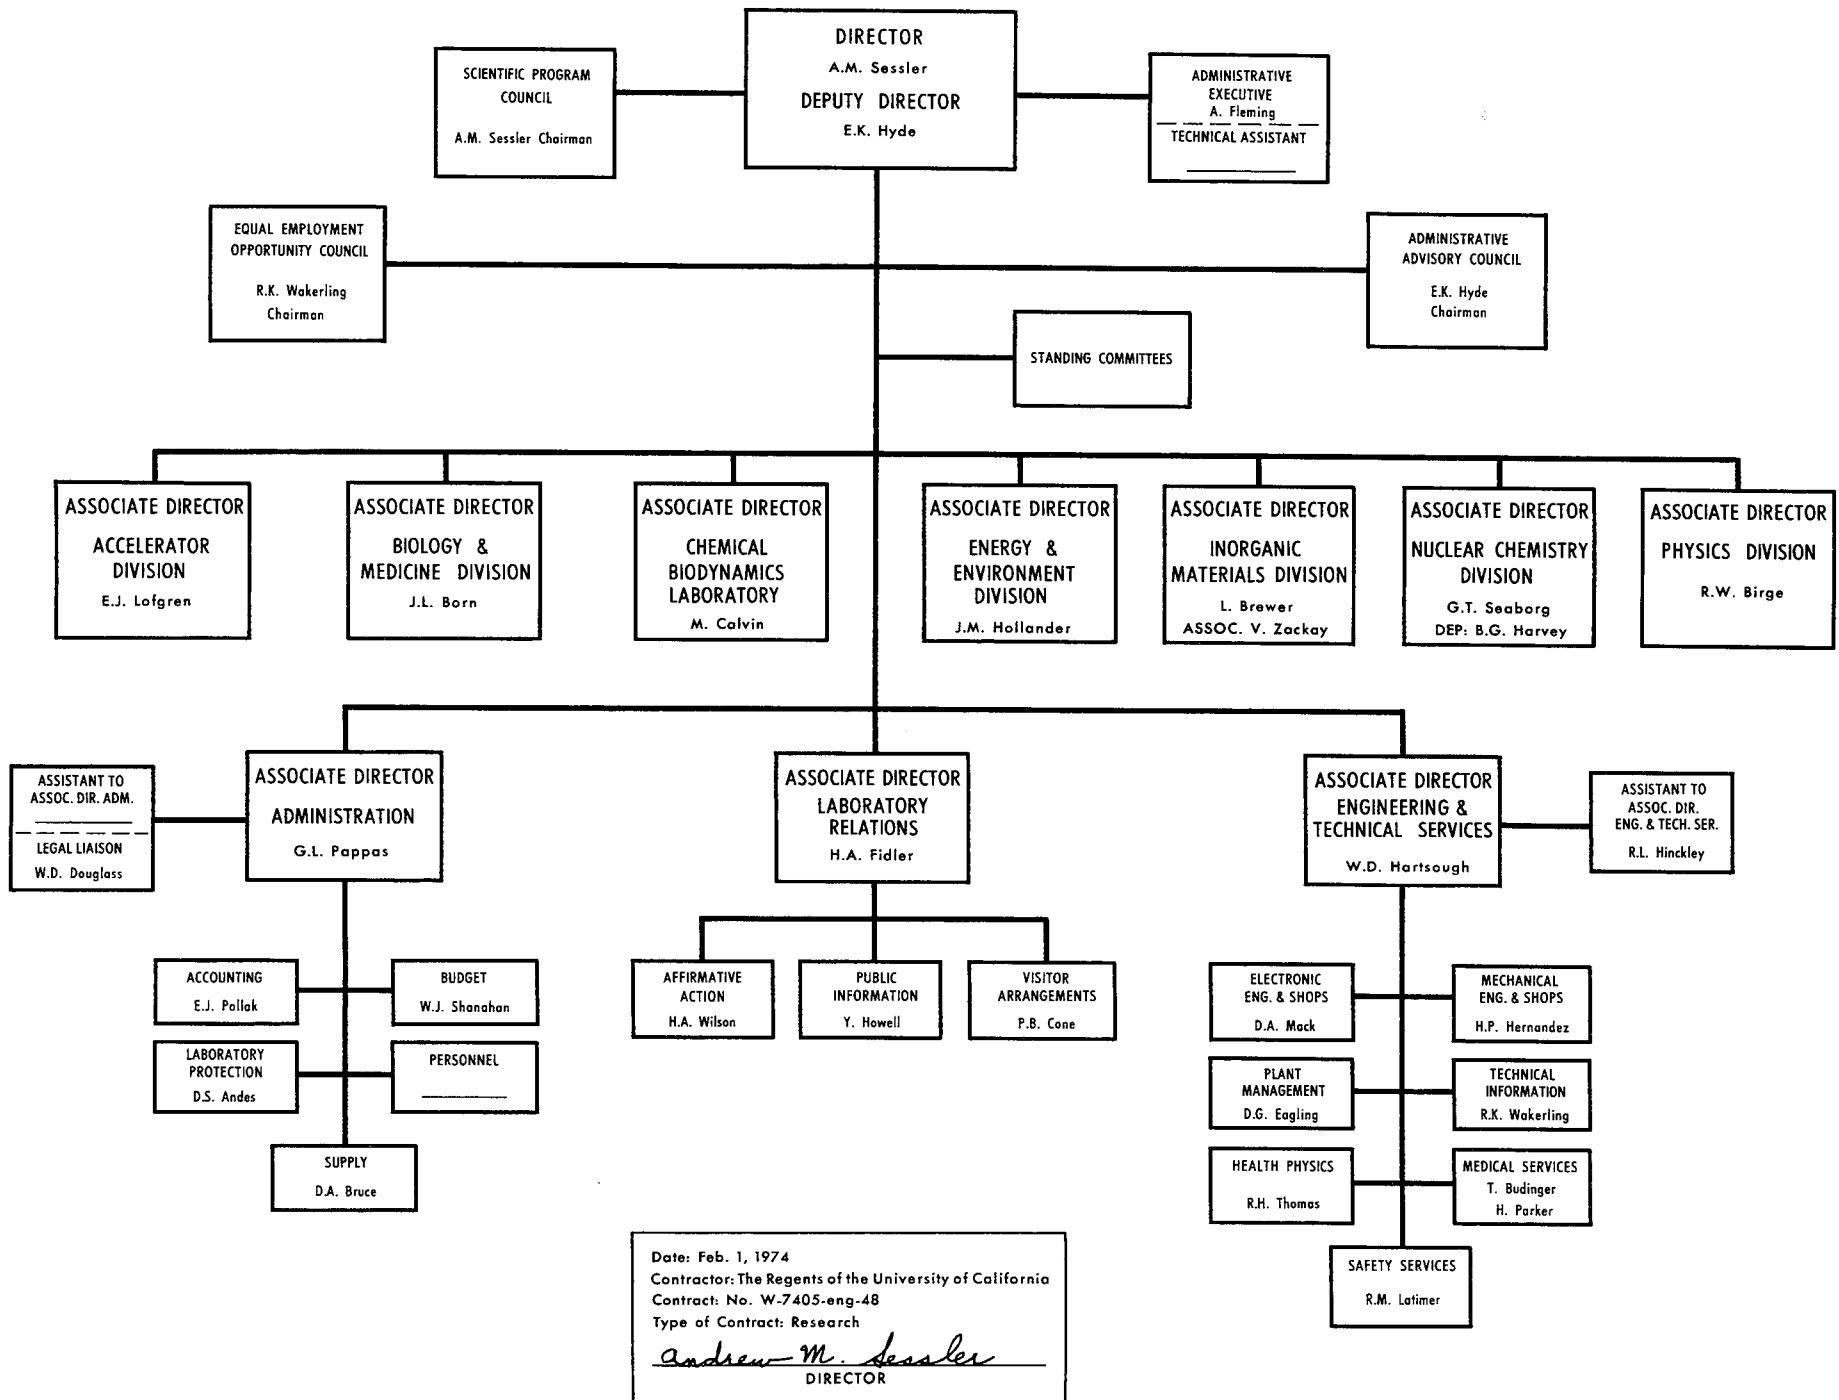 DIRECTOR
A.M. Sessler
DEPUTY DIRECTOR
E.K. Hyde
SCIENTIFIC PROGRAM
COUNCIL
A.M. Sessler Chairman
ADMINISTRATIVE
EXECUTIVE
A. Fleming
TECHNICAL ASSISTANT
EQUAL EMPLOYMENT
OPPORTUNITY COUNCIL
R.K. Wakerling
Chairman
ADMINISTRATIVE
ADVISORY COUNCIL
E.K. Hyde
Chairman
STANDING COMMITTEES
ASSOCIATE DIRECTOR
ACCELERATOR
DIVISION
E.J. Lofgren
ASSOCIATE DIRECTOR
BIOLOGY &
MEDICINE DIVISION
J.L. Born
ASSOCIATE DIRECTOR
CHEMICAL
BIODYNAMICS
LABORATORY
M. Calvin
ASSOCIATE DIRECTOR
ENERGY &
ENVIRONMENT
DIVISION
J.M. Hollander
ASSOCIATE DIRECTOR
INORGANIC
MATERIALS DIVISION
L. Brewer
ASSOC. V. Zackay
ASSOCIATE DIRECTOR
NUCLEAR CHEMISTRY
DIVISION
G.T. Seaborg
DEP: B.G. Harvey
ASSOCIATE DIRECTOR
PHYSICS DIVISION
R.W. Birge
ASSISTANT TO
ASSOC. DIR. ADM.
LEGAL LIAISON
W.D. Douglass
ASSOCIATE DIRECTOR
ADMINISTRATION
G.L. Pappas
ASSOCIATE DIRECTOR
LABORATORY
RELATIONS
H.A. Fidler
ASSOCIATE DIRECTOR
ENGINEERING &
TECHNICAL SERVICES
W.D. Hartsough
ASSISTANT TO
ASSOC. DIR.
ENG. & TECH. SER.
R.L. Hinckley
ACCOUNTING
E.J. Pollak
BUDGET
W.J. Shanahan
LABORATORY
PROTECTION
D.S. Andes
PERSONNEL
SUPPLY
D.A. Bruce
AFFIRMATIVE
ACTION
H.A. Wilson
PUBLIC
INFORMATION
Y. Howell
VISITOR
ARRANGEMENTS
P.B. Cone
ELECTRONIC
ENG. & SHOPS
D.A. Mack
MECHANICAL
ENG. & SHOPS
H.P. Hernandez
PLANT
MANAGEMENT
D.G. Eagling
TECHNICAL
INFORMATION
R.K. Wakerling
HEALTH PHYSICS
R.H. Thomas
MEDICAL SERVICES
T. Budinger
H. Parker
SAFETY SERVICES
R.M. Latimer
Date: Feb. 1, 1974
Contractor: The Regents of the University of California
Contract: No. W-7405-eng-48
Type of Contract: Research
Andrew M. Sessler
DIRECTOR